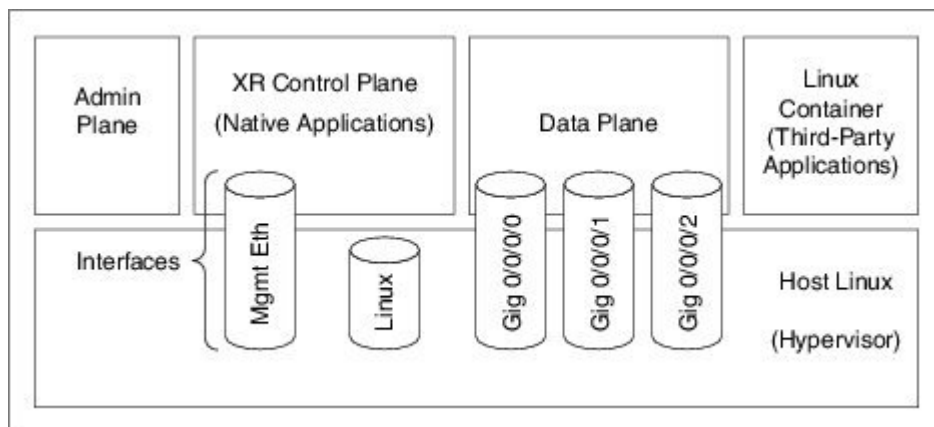 Admin
Plane
XR Control Plane
(Native Applications)
Data Plane
Linux
Container
(Third-Party
Applications)
Interfaces
Mgmt Eth
Linux
Gig 0/0/0/0
Gig 0/0/0/1
Gig 0/0/0/2
Host Linux
(Hypervisor)